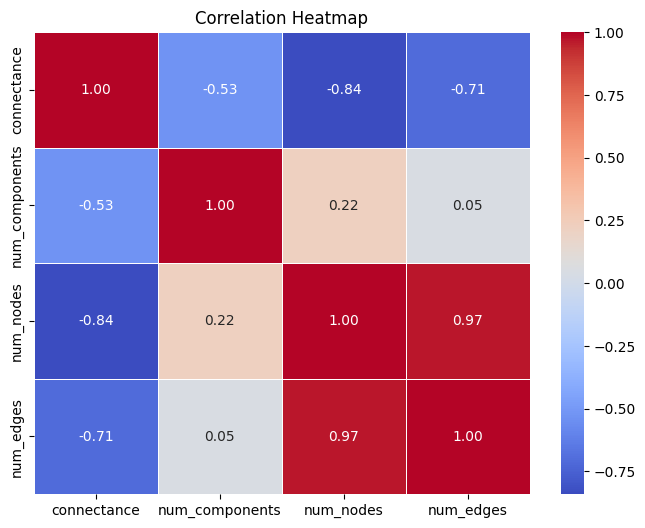 Correlation Heatmap
connectance
num_components
num_nodes
num_edges
1.00 -0.53 -0.84 -0.71
-0.53 1.00 0.22 0.05
-0.84 0.22 1.00 0.97
-0.71 0.05 0.97 1.00
connectance num_components num_nodes num_edges
1.00
0.75
0.50
0.25
0.00
−0.25
−0.50
−0.75